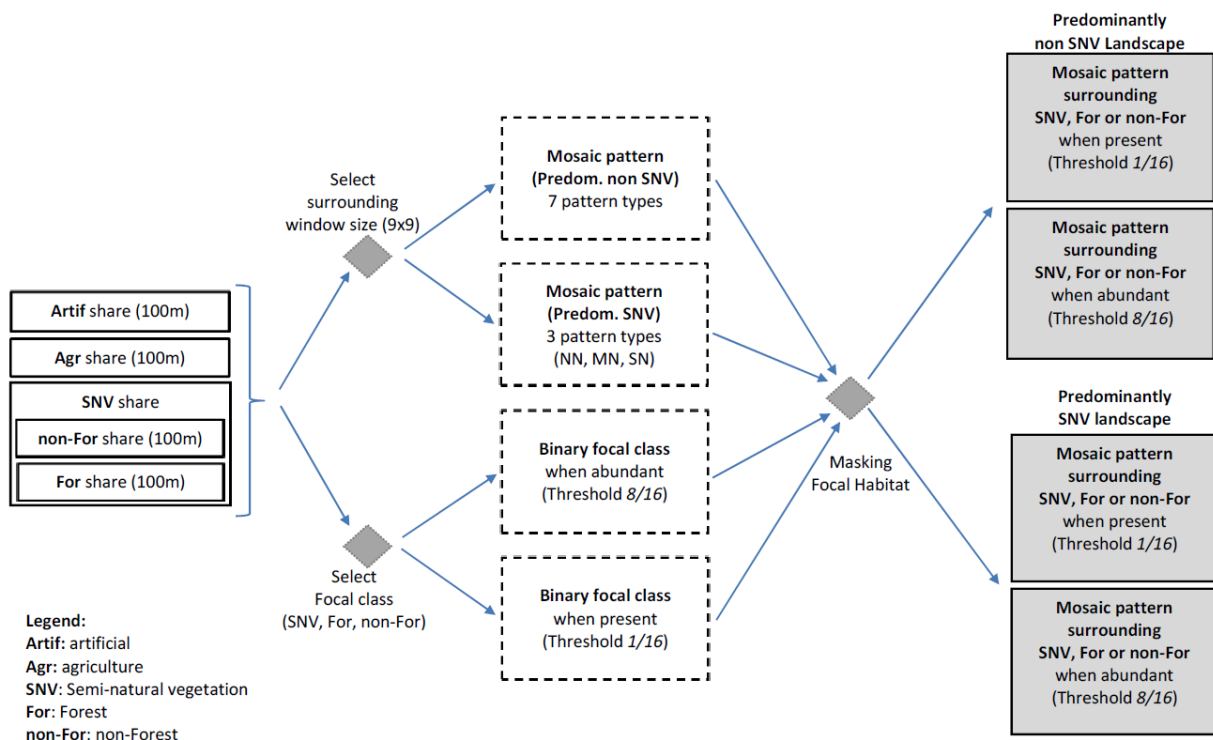 Artif share (100m)
Agr share (100m)
SNV share
non-For share (100m)
For share (100m)
Legend:
Artif: artificial
Agr: agriculture
SNV: Semi-natural vegetation
For: Forest
non-For: non-Forest
Select
surrounding
window size (9x9)
Select
Focal class
(SNV, For, non-For)
Mosaic pattern
(Predom. non SNV)
7 pattern types
Mosaic pattern
(Predom. SNV)
3 pattern types
(NN, MN, SN)
Binary focal class
when abundant
(Threshold 8/16)
Binary focal class
when present
(Threshold 1/16)
Masking
Focal Habitat
Predominantly
non SNV Landscape
Mosaic pattern
surrounding
SNV, For or non-For
when present
(Threshold 1/16)
Mosaic pattern
surrounding
SNV, For or non-For
when abundant
(Threshold 8/16)
Predominantly
SNV landscape
Mosaic pattern
surrounding
SNV, For or non-For
when present
(Threshold 1/16)
Mosaic pattern
surrounding
SNV, For or non-For
when abundant
(Threshold 8/16)